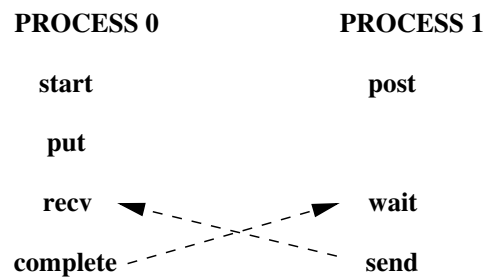 PROCESS 0 PROCESS 1
start post
put
recv wait
complete send